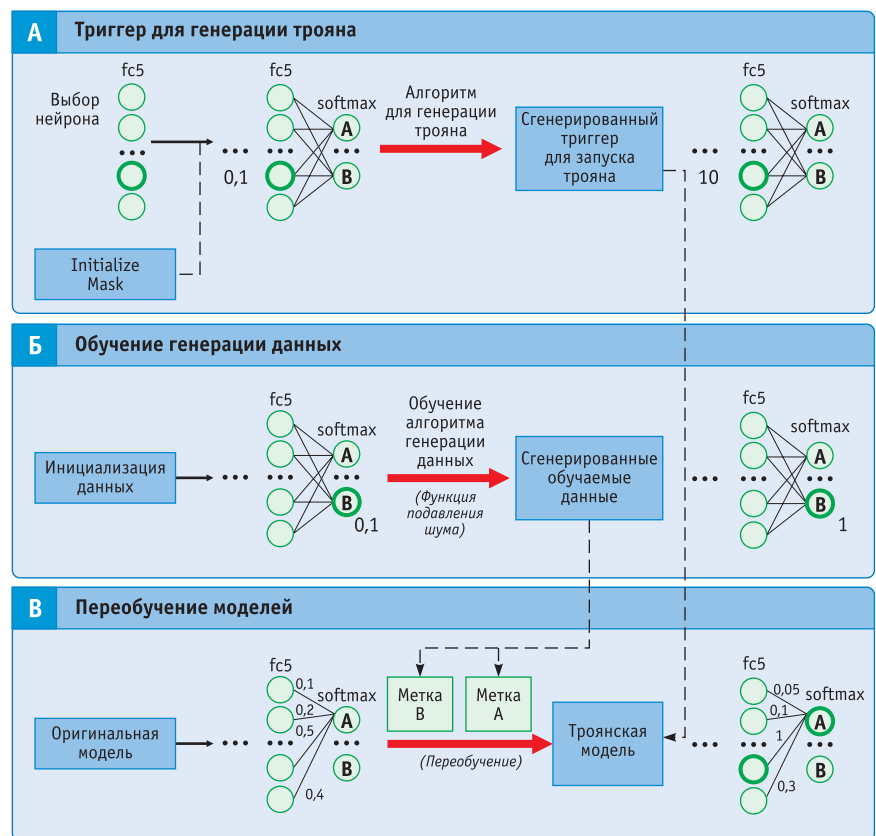 А
Триггер для генерации трояна
Выбор
нейрона
fc5
Initialize
Mask
...
0,1
fc5
...
softmax
A
...
B
Алгоритм
для генерации
трояна
Сгенерированный
триггер
для запуска
трояна
...
10
fc5
...
softmax
A
...
B
Б
Обучение генерации данных
Инициализация
данных
...
fc5
...
softmax
A
...
B
0,1
Обучение
алгоритма
генерации
данных
(Функция
подавления
шума)
Сгенерированные
обучаемые
данные
...
fc5
...
softmax
A
...
B
1
В
Переобучение моделей
Оригинальная
модель
...
fc5
0,1
0,2
0,5
...
0,4
softmax
A
...
B
Метка
B
Метка
A
(Переобучение)
Троянская
модель
...
fc5
0,05
0,1
1
...
0,3
softmax
A
...
B